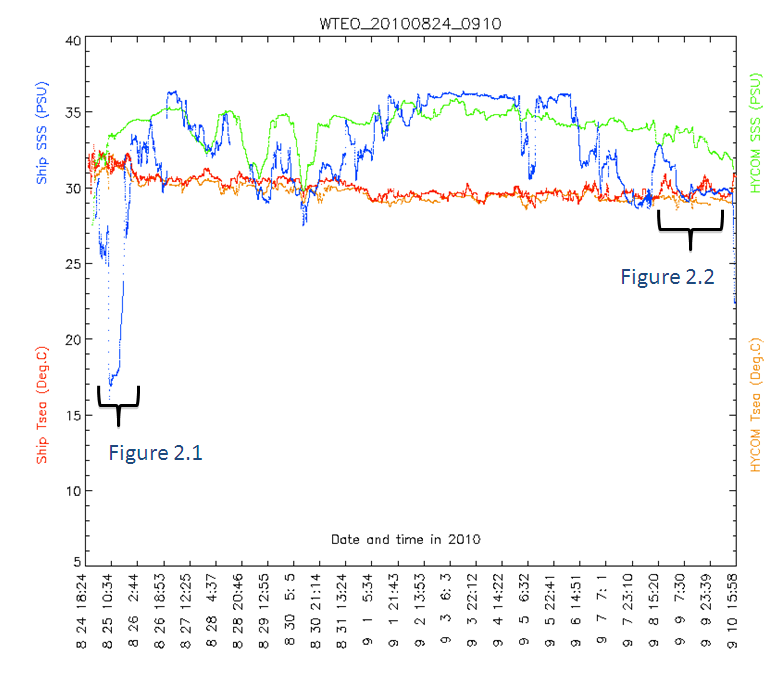 WTEO_20100824_0910
40
35
30
25
20
15
10
5
Ship SSS (PSU)
Ship Tsea (Deg.C)
HYCOM SSS (PSU)
HYCOM Tsea (Deg.C)
Figure 2.2
Figure 2.1
Date and time in 2010
8 24 18:24
8 25 10:34
8 26 2:44
8 26 18:53
8 27 12:25
8 28 4:37
8 28 20:46
8 29 12:55
8 30 5: 5
8 30 21:14
8 31 13:24
9 1 5:34
9 1 21:43
9 2 13:53
9 3 6: 3
9 3 22:12
9 4 14:22
9 5 6:32
9 5 22:41
9 6 14:51
9 7 7: 1
9 7 23:10
9 8 15:20
9 9 7:30
9 9 23:39
9 10 15:58